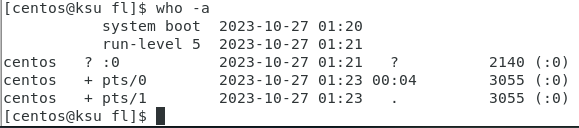 [centos@ksu fl]$ who -a
           system boot  2023-10-27 01:20
           run-level 5  2023-10-27 01:21
centos   ? :0           2023-10-27 01:21   ?          2140 (:0)
centos   + pts/0        2023-10-27 01:23 00:04        3055 (:0)
centos   + pts/1        2023-10-27 01:23   .          3055 (:0)
[centos@ksu fl]$